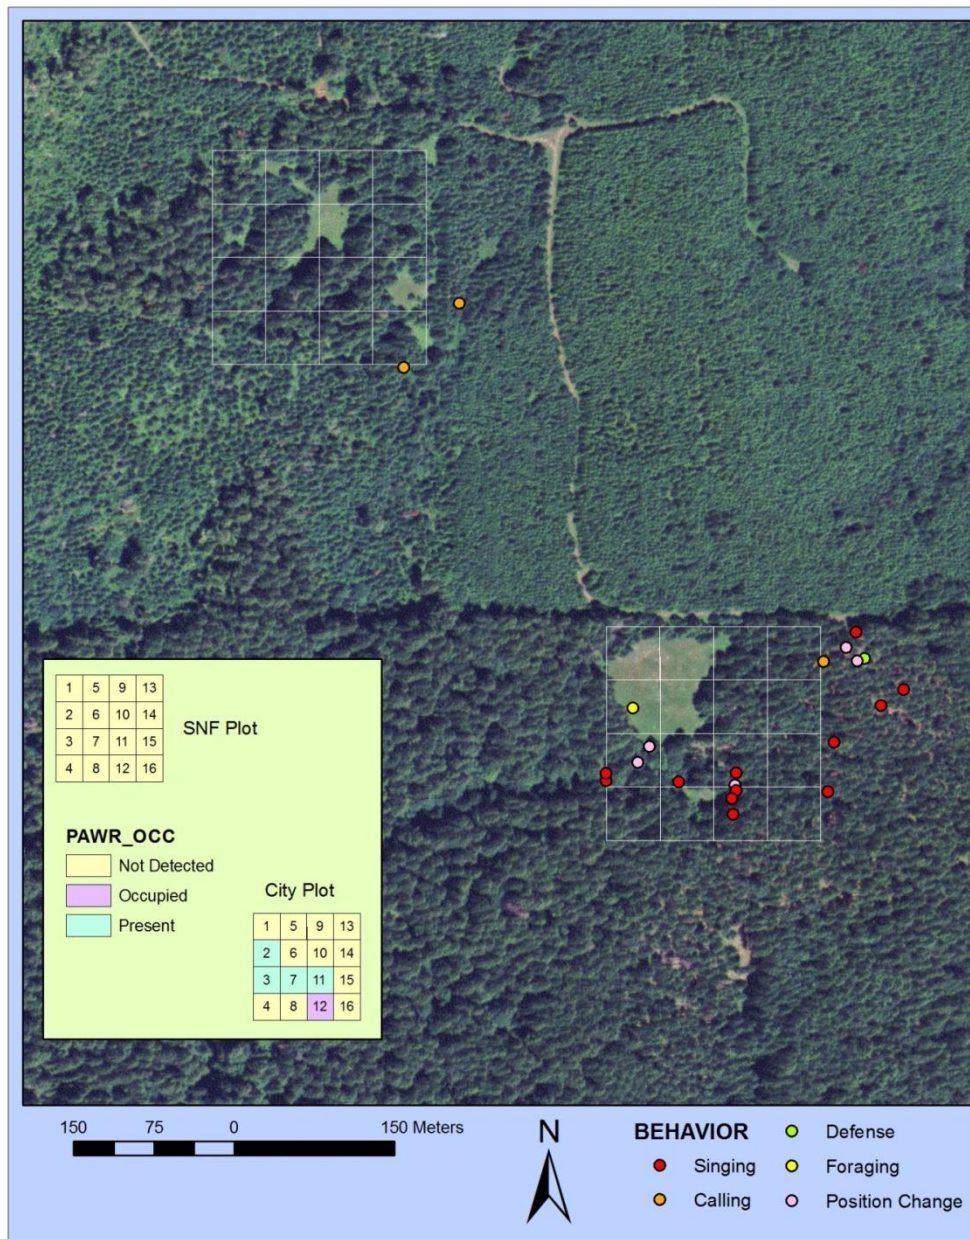 1 5 9 13
2 6 10 14
3 7 11 15
4 8 12 16
SNF Plot
PAWR_OCC
Not Detected
Occupied
Present
City Plot
1 5 9 13
2 6 10 14
3 7 11 15
4 8 12 16
150 75 0 150 Meters
N
BEHAVIOR
Singing
Calling
Defense
Foraging
Position Change